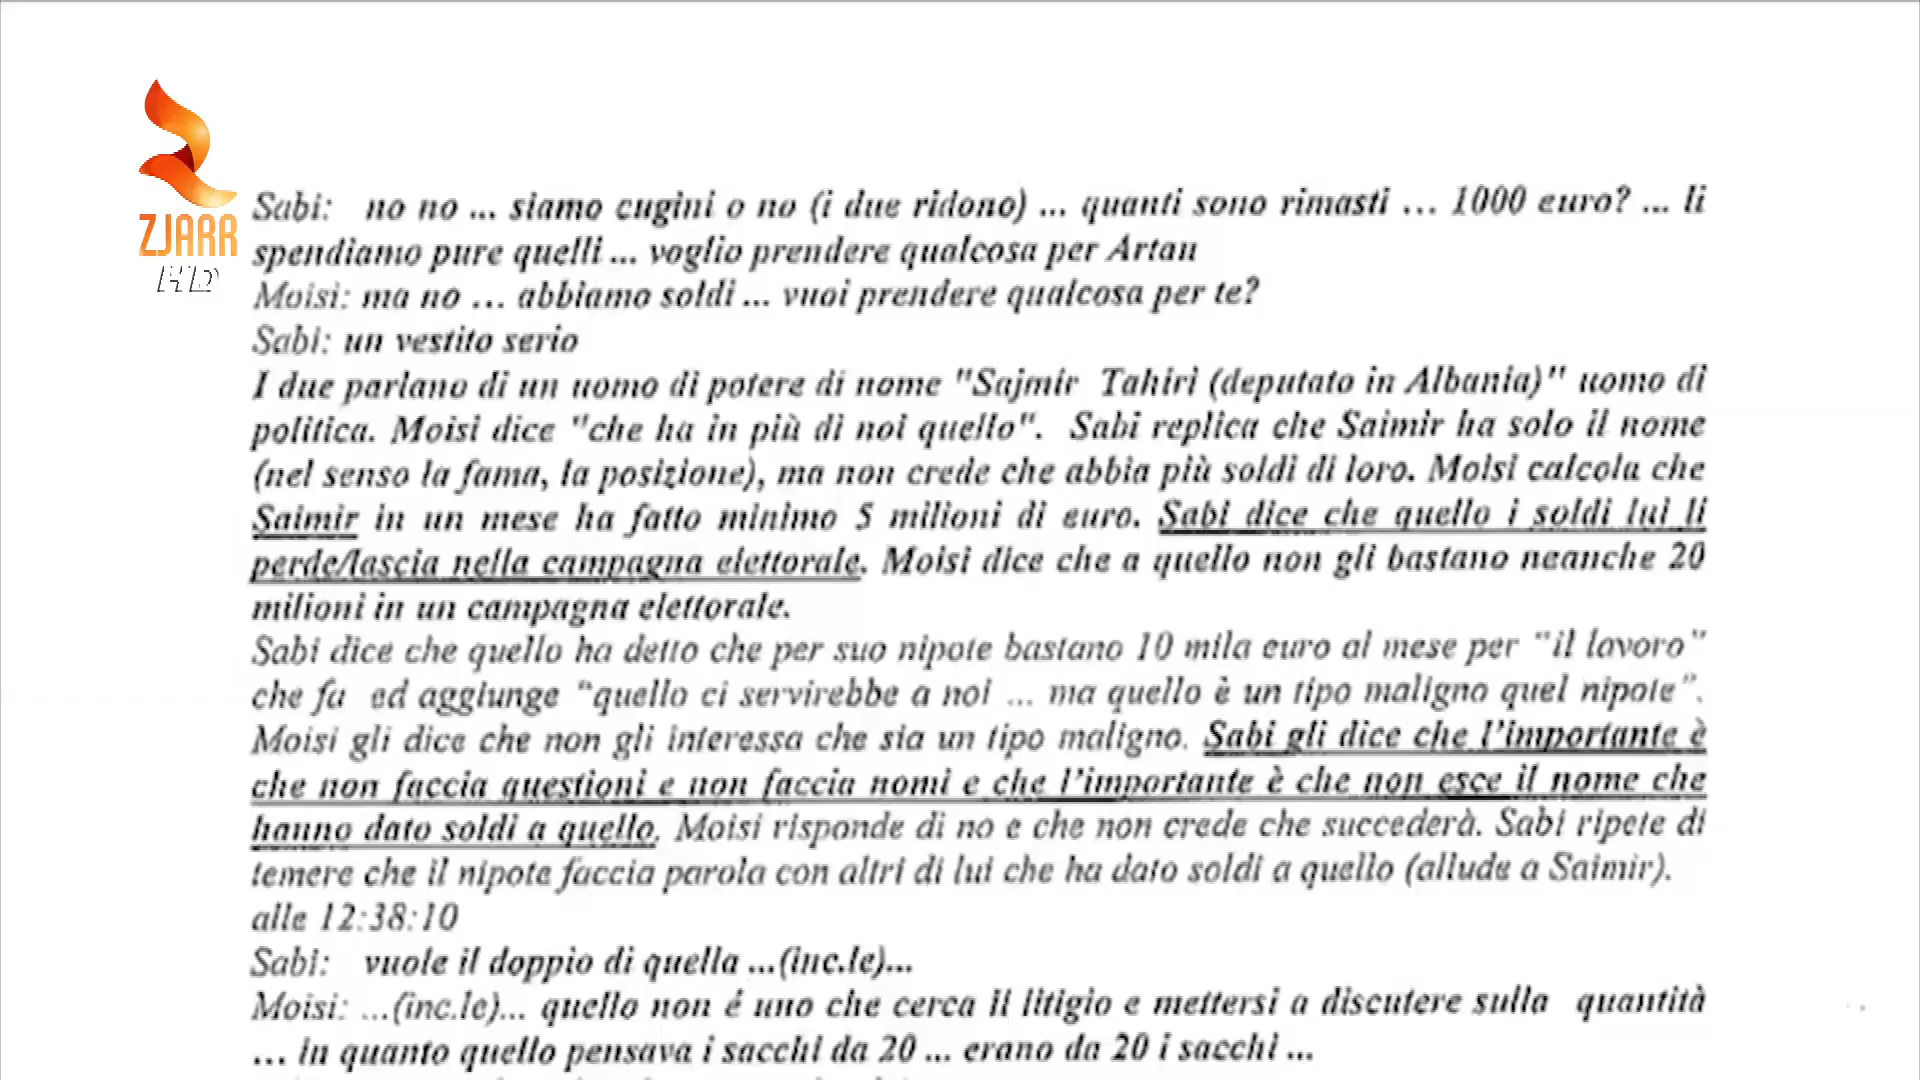 ZJARR
HD
Sabi: no no ... siamo cugini o no (i due ridono) ... quanti sono rimasti ... 1000 euro? ... li
spendiamo pure quelli ... voglio prendere qualcosa per Artan
Moisi: ma no ... abbiamo soldi ... vuoi prendere qualcosa per te?
Sabi: un vestito serio
I due parlano di un uomo di potere di nome "Sajmir Tahiri (deputato in Albania)" uomo di
politica. Moisi dice "che ha in più di noi quello". Sabi replica che Saimir ha solo il nome
(nel senso la fama, la posizione), ma non crede che abbia più soldi di loro. Moisi calcola che
Saimir in un mese ha fatto minimo 5 milioni di euro. Sabi dice che quello i soldi lui li
perde/lascia nella campagna elettorale. Moisi dice che a quello non gli bastano neanche 20
milioni in un campagna elettorale.
Sabi dice che quello ha detto che per suo nipote bastano 10 mila euro al mese per "il lavoro"
che fa ed aggiunge "quello ci servirebbe a noi ... ma quello è un tipo maligno quel nipote".
Moisi gli dice che non gli interessa che sia un tipo maligno. Sabi gli dice che l'importante è
che non faccia questioni e non faccia nomi e che l'importante è che non esce il nome che
hanno dato soldi a quello. Moisi risponde di no e che non crede che succederà. Sabi ripete di
temere che il nipote faccia parola con altri di lui che ha dato soldi a quello (allude a Saimir).
alle 12:38:10
Sabi: vuole il doppio di quella ...(inc.le)...
Moisi: ...(inc.le)... quello non é uno che cerca il litigio e mettersi a discutere sulla quantità
... in quanto quello pensava i sacchi da 20 ... erano da 20 i sacchi ...